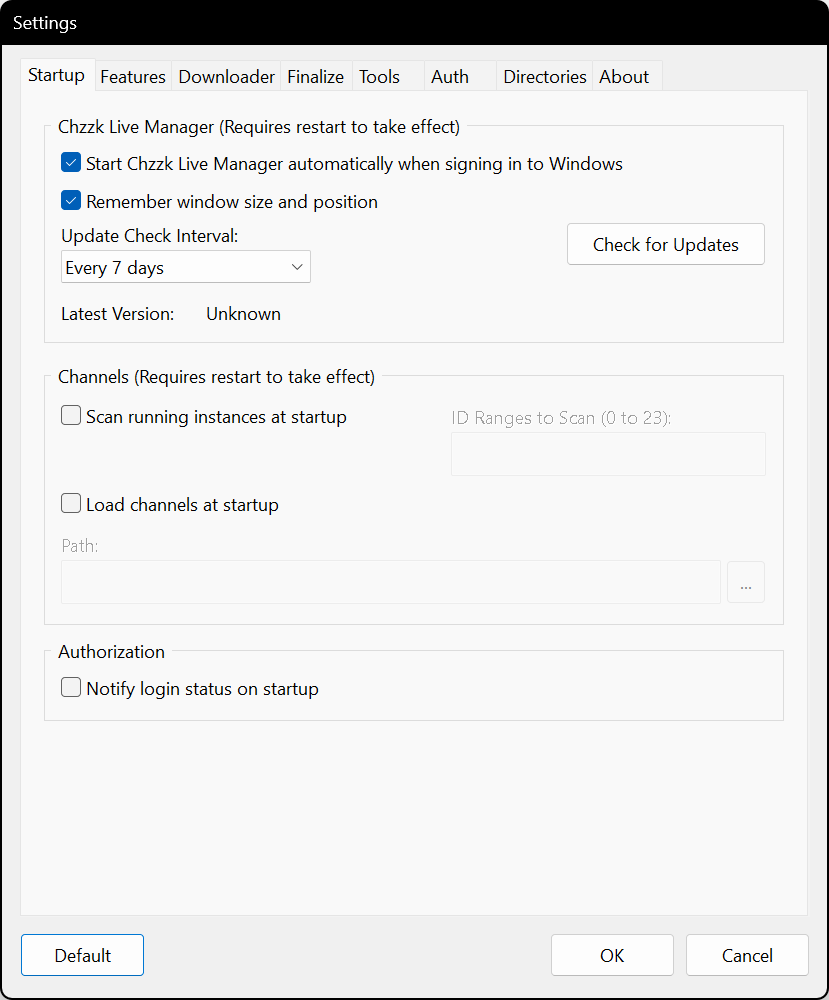 Settings
Startup Features Downloader Finalize Tools Auth Directories About
Chzzk Live Manager (Requires restart to take effect)
Start Chzzk Live Manager automatically when signing in to Windows
Remember window size and position
Update Check Interval:
Check for Updates
Every 7 days
Latest Version: Unknown
Channels (Requires restart to take effect)
Scan running instances at startup
ID Ranges to Scan (0 to 23):
Load channels at startup
Path:
...
Authorization
Notify login status on startup
Default OK Cancel